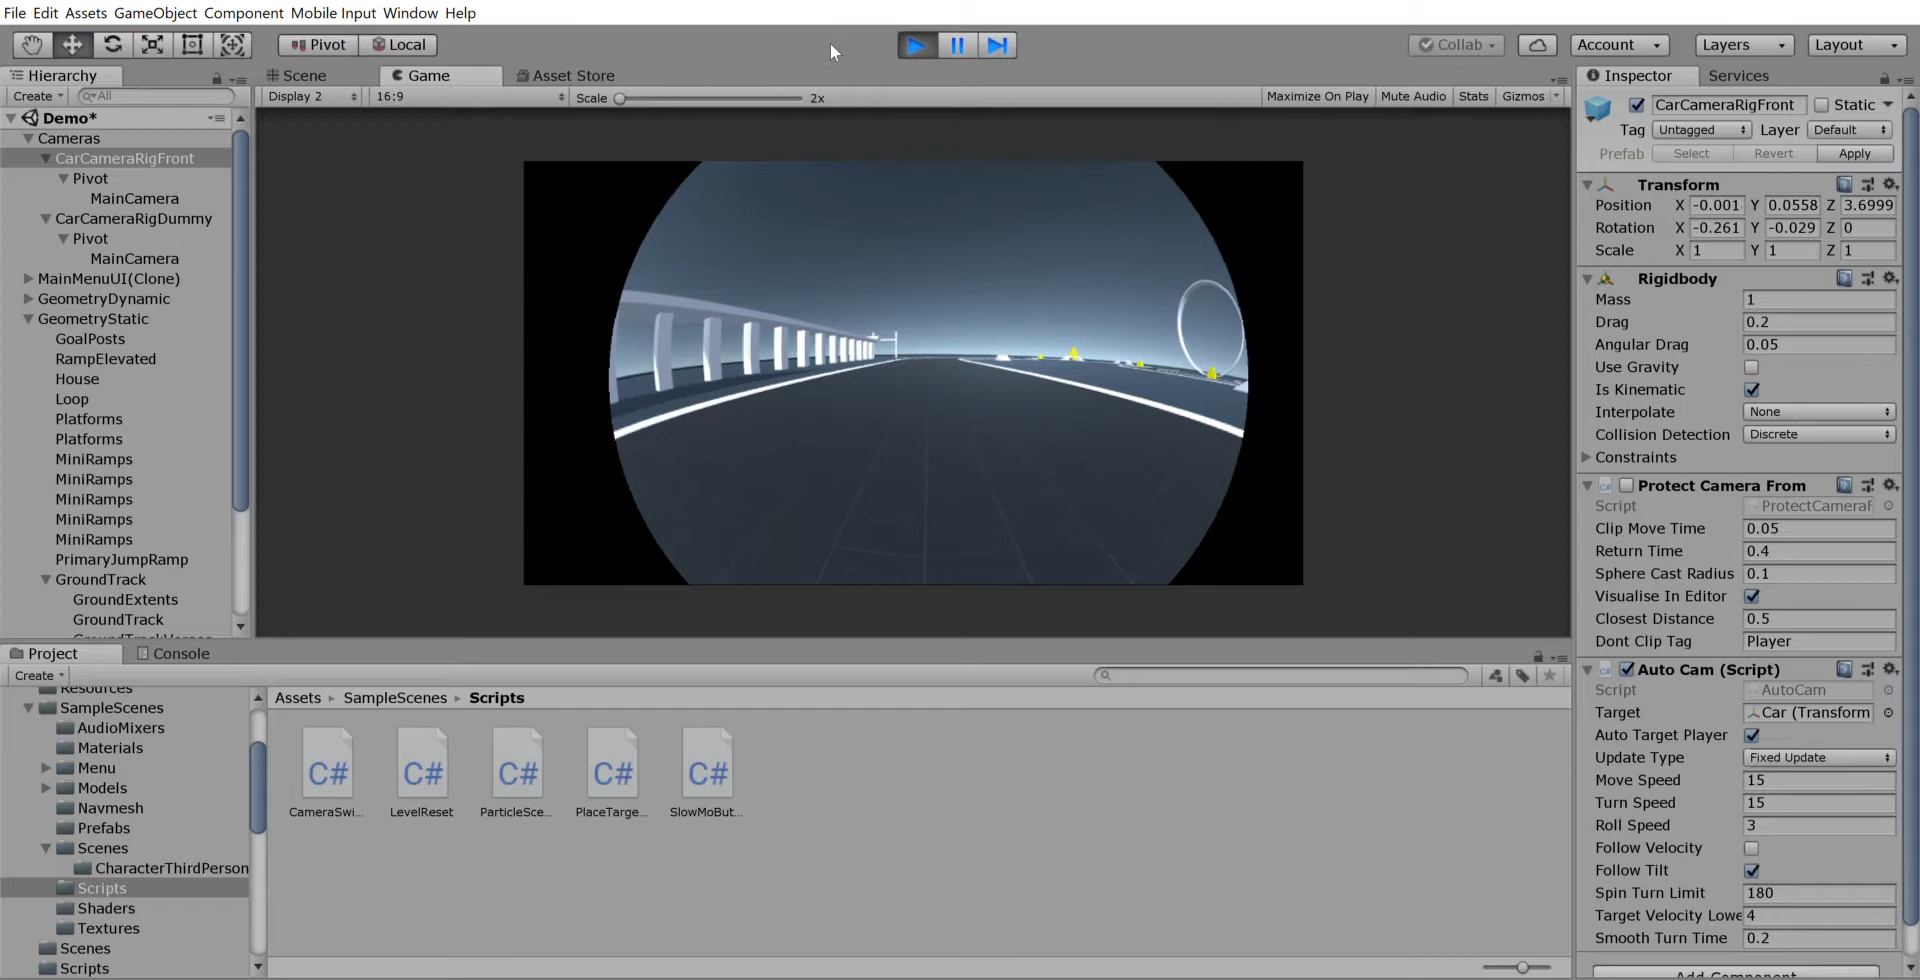 File Edit Assets GameObject Component Mobile Input Window Help
Pivot Local Collab Account Layers Layout
Hierarchy
Create All
Demo*
Cameras
CarCameraRigFront
Pivot
MainCamera
CarCameraRigDummy
Pivot
MainCamera
MainMenuUI(Clone)
GeometryDynamic
GeometryStatic
GoalPosts
RampElevated
House
Loop
Platforms
Platforms
MiniRamps
MiniRamps
MiniRamps
MiniRamps
MiniRamps
PrimaryJumpRamp
GroundTrack
GroundExtents
GroundTrack
Scene Game Asset Store
Display 2 16:9 Scale 2x Maximize On Play Mute Audio Stats Gizmos
Inspector Services
CarCameraRigFront Static
Tag Untagged Layer Default
Prefab Select Revert Apply
Transform
Position X -0.001 Y 0.0558 Z 3.6999
Rotation X -0.261 Y -0.029 Z 0
Scale X 1 Y 1 Z 1
Rigidbody
Mass 1
Drag 0.2
Angular Drag 0.05
Use Gravity
Is Kinematic
Interpolate None
Collision Detection Discrete
Constraints
C# Protect Camera From
Script ProtectCameraF
Clip Move Time 0.05
Return Time 0.4
Sphere Cast Radius 0.1
Visualise In Editor
Closest Distance 0.5
Dont Clip Tag Player
C# Auto Cam (Script)
Script AutoCam
Target Car (Transform
Auto Target Player
Update Type Fixed Update
Move Speed 15
Turn Speed 15
Roll Speed 3
Follow Velocity
Follow Tilt
Spin Turn Limit 180
Target Velocity Lowe 4
Smooth Turn Time 0.2
Add Component
Project Console
Create
Resources
SampleScenes
AudioMixers
Materials
Menu
Models
Navmesh
Prefabs
Scenes
CharacterThirdPerson
Scripts
Shaders
Textures
Scenes
Scripts
Assets SampleScenes Scripts
C# C# C# C# C#
CameraSwi... LevelReset ParticleSce... PlaceTarge... SlowMoBut...